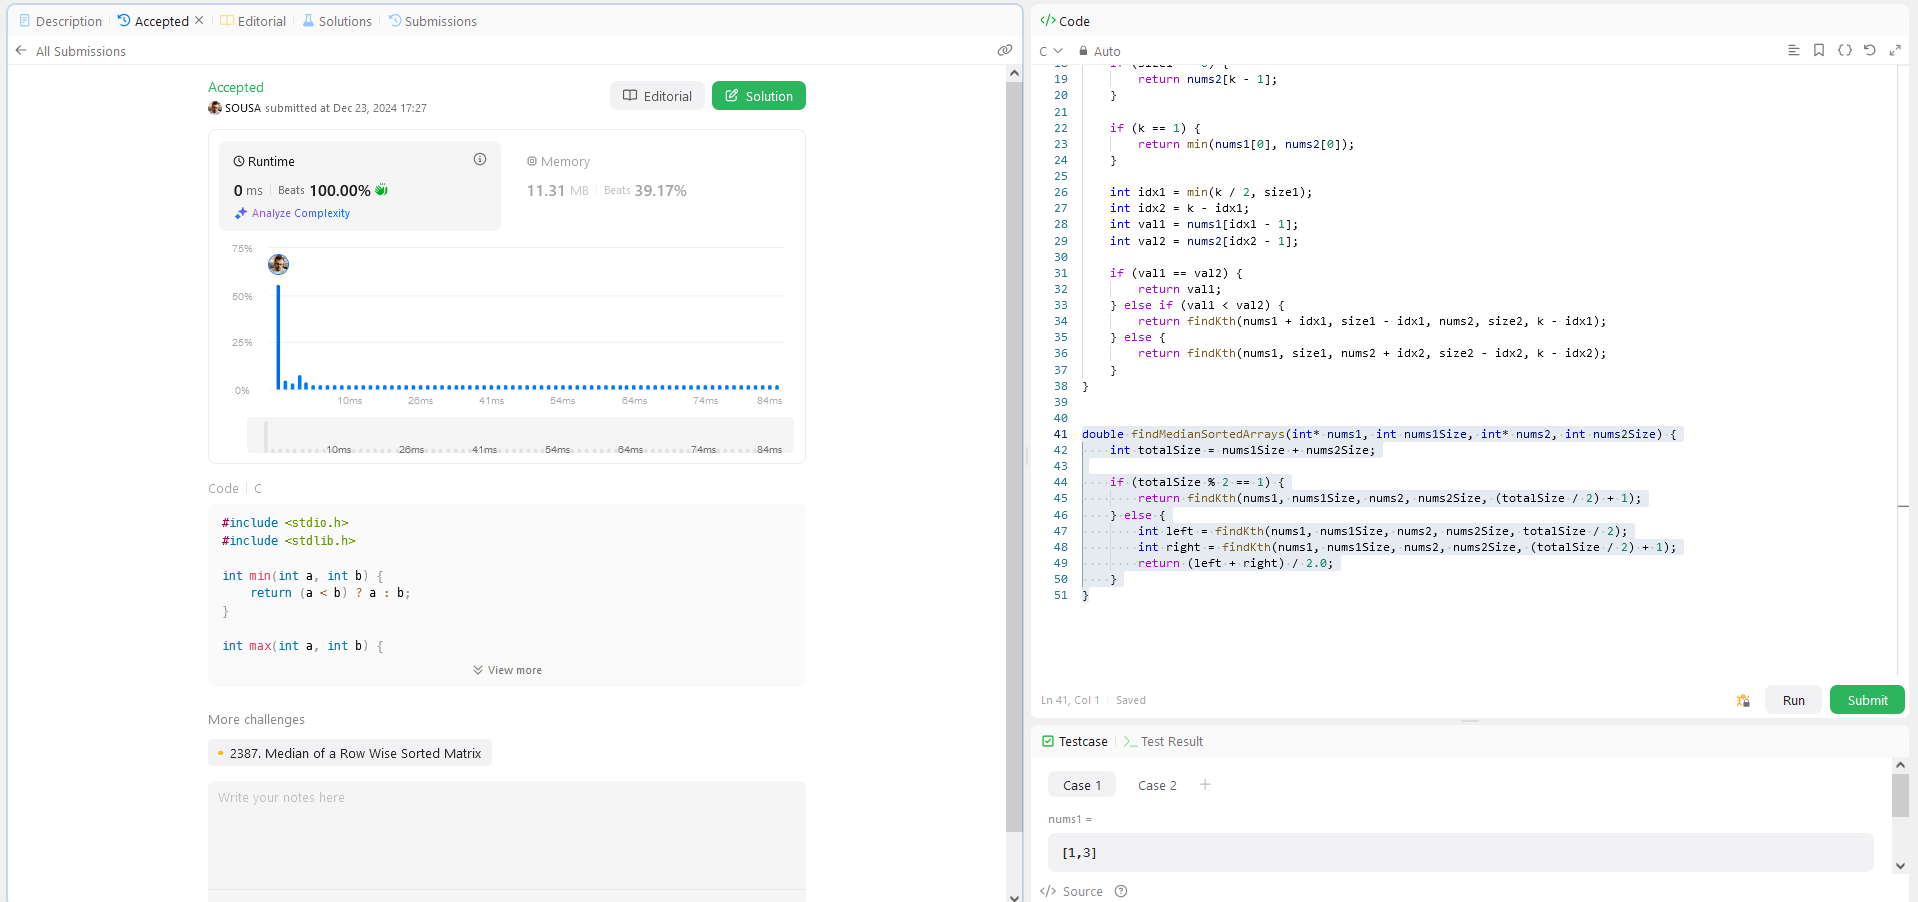 Description
Accepted
Editorial
Solutions
Submissions
All Submissions
Accepted
SOUSA submitted at Dec 23, 2024 17:27
Editorial
Solution
Runtime
0 ms
Beats 100.00%
Analyze Complexity
Memory
11.31 MB
Beats 39.17%
75%
50%
25%
0%
10ms 26ms 41ms 54ms 64ms 74ms 84ms
10ms 26ms 41ms 54ms 64ms 74ms 84ms
Code C
#include <stdio.h>
#include <stdlib.h>
int min(int a, int b) {
return (a < b) ? a : b;
}
int max(int a, int b) {
View more
More challenges
2387. Median of a Row Wise Sorted Matrix
Write your notes here
</> Code
C
Auto
19 return nums2[k - 1];
20 }
21
22 if (k == 1) {
23 return min(nums1[0], nums2[0]);
24 }
25
26 int idx1 = min(k / 2, size1);
27 int idx2 = k - idx1;
28 int val1 = nums1[idx1 - 1];
29 int val2 = nums2[idx2 - 1];
30
31 if (val1 == val2) {
32 return val1;
33 } else if (val1 < val2) {
34 return findKth(nums1 + idx1, size1 - idx1, nums2, size2, k - idx1);
35 } else {
36 return findKth(nums1, size1, nums2 + idx2, size2 - idx2, k - idx2);
37 }
38 }
39
40
41 double findMedianSortedArrays(int* nums1, int nums1Size, int* nums2, int nums2Size) {
42 int totalSize = nums1Size + nums2Size;
43
44 if (totalSize % 2 == 1) {
45 return findKth(nums1, nums1Size, nums2, nums2Size, (totalSize / 2) + 1);
46 } else {
47 int left = findKth(nums1, nums1Size, nums2, nums2Size, totalSize / 2);
48 int right = findKth(nums1, nums1Size, nums2, nums2Size, (totalSize / 2) + 1);
49 return (left + right) / 2.0;
50 }
51 }
Ln 41, Col 1
Saved
Run
Submit
Testcase
Test Result
Case 1
Case 2
+
nums1 =
[1,3]
</> Source